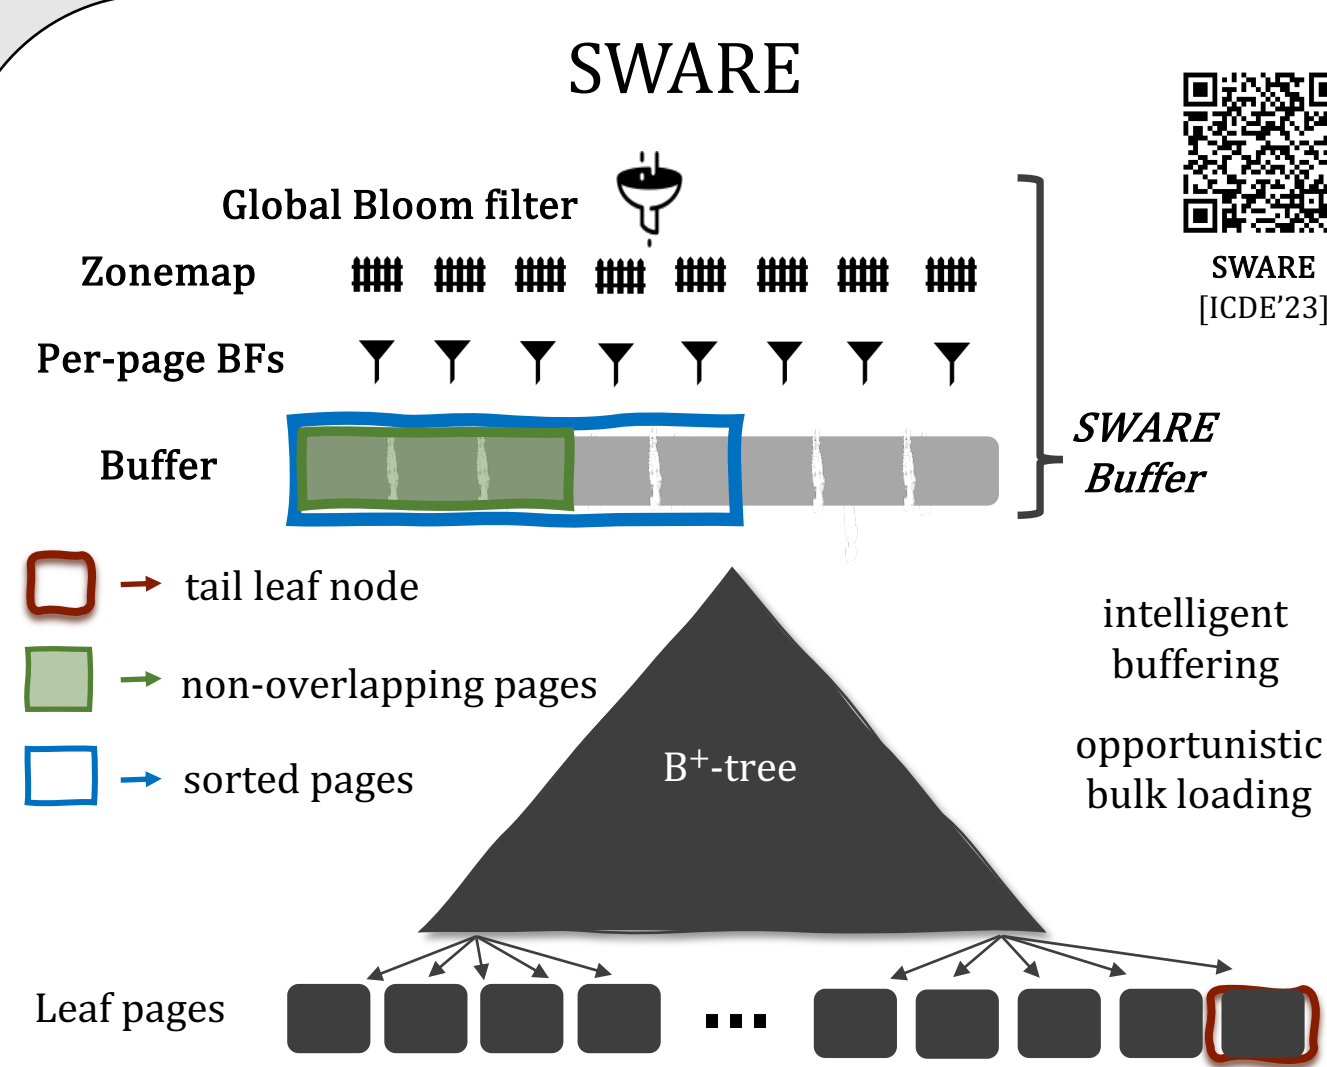 SWARE
Global Bloom filter
Zonemap
SWARE
[ICDE'23]
Per-page BFs
Buffer
SWARE
Buffer
tail leaf node
non-overlapping pages
sorted pages
intelligent
buffering
B⁺-tree
opportunistic
bulk loading
Leaf pages
...